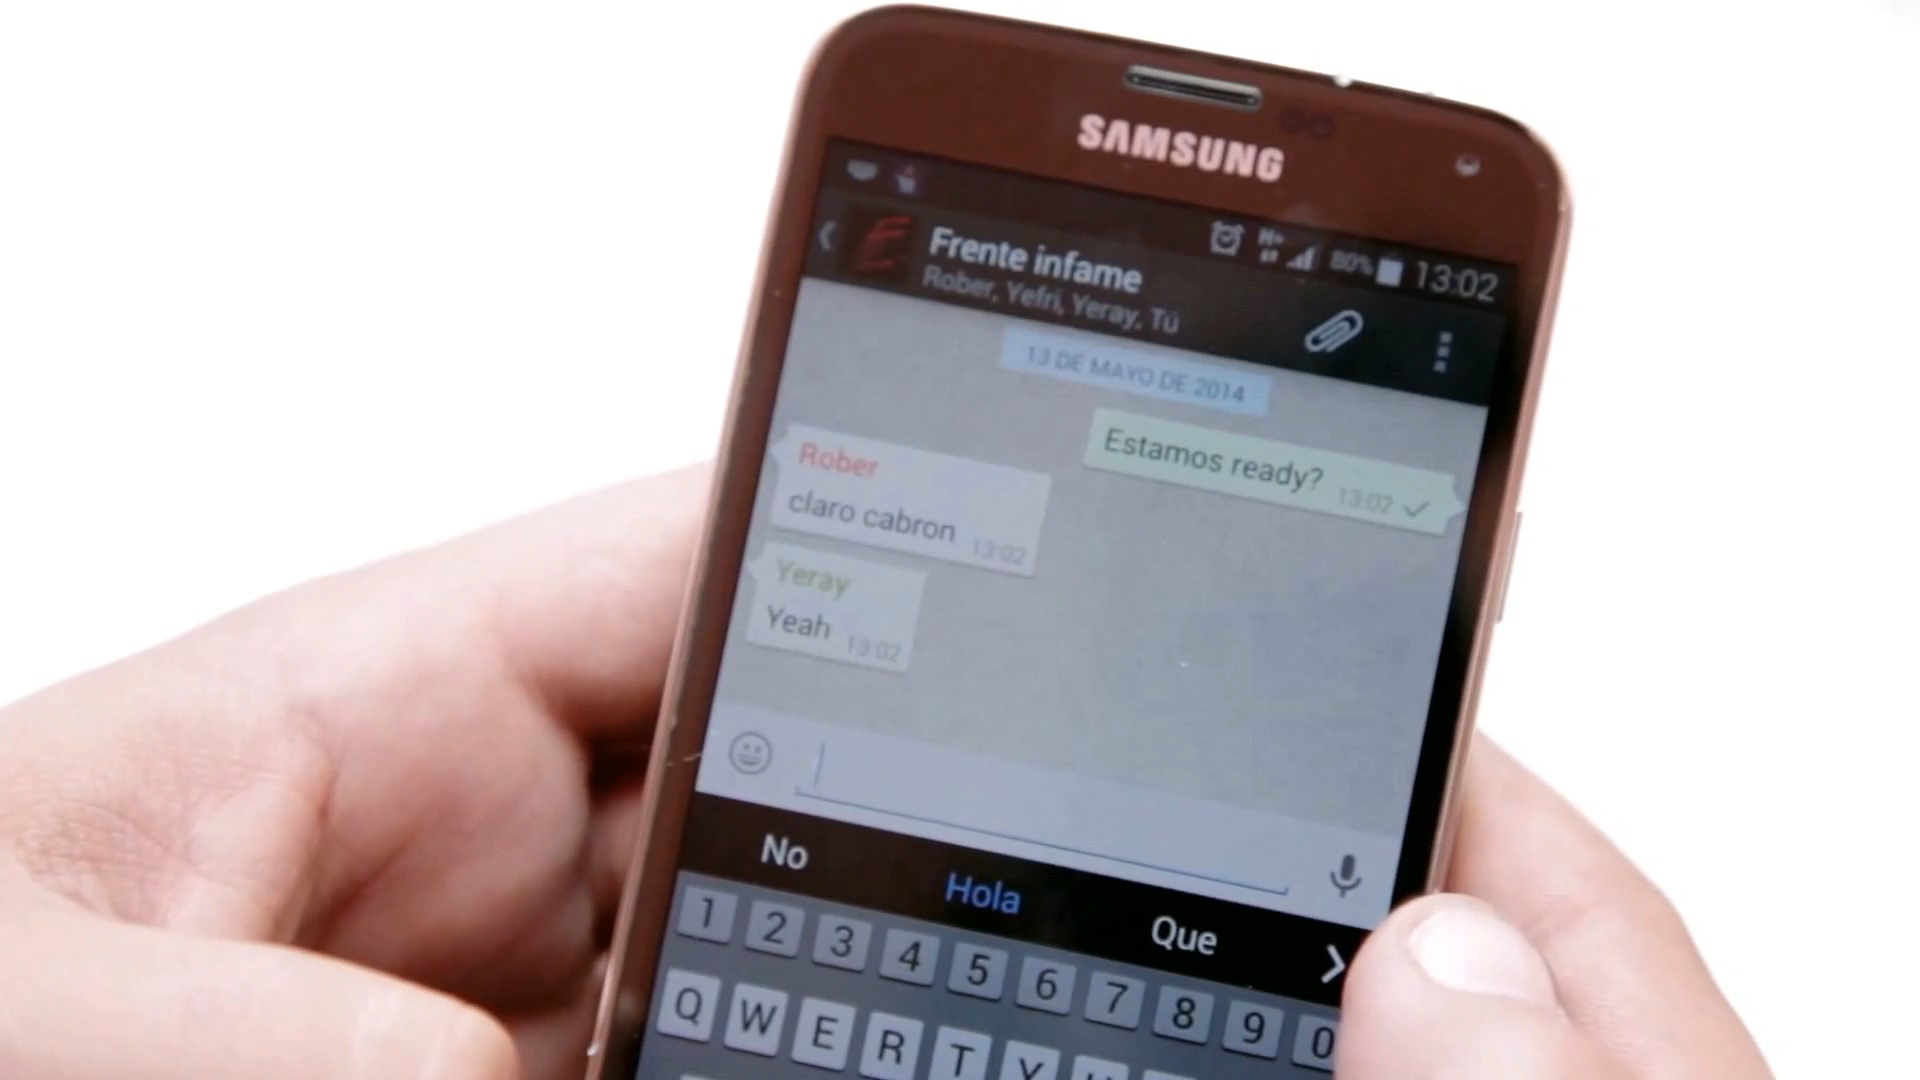 SAMSUNG
80% 13:02
Frente infame
Rober, Yefri, Yeray, Tú
13 DE MAYO DE 2014
Estamos ready? 13:02
Rober
claro cabron 13:02
Yeray
Yeah 13:02
No Hola Que
1 2 3 4 5 6 7 8 9 0
Q W E R T Y